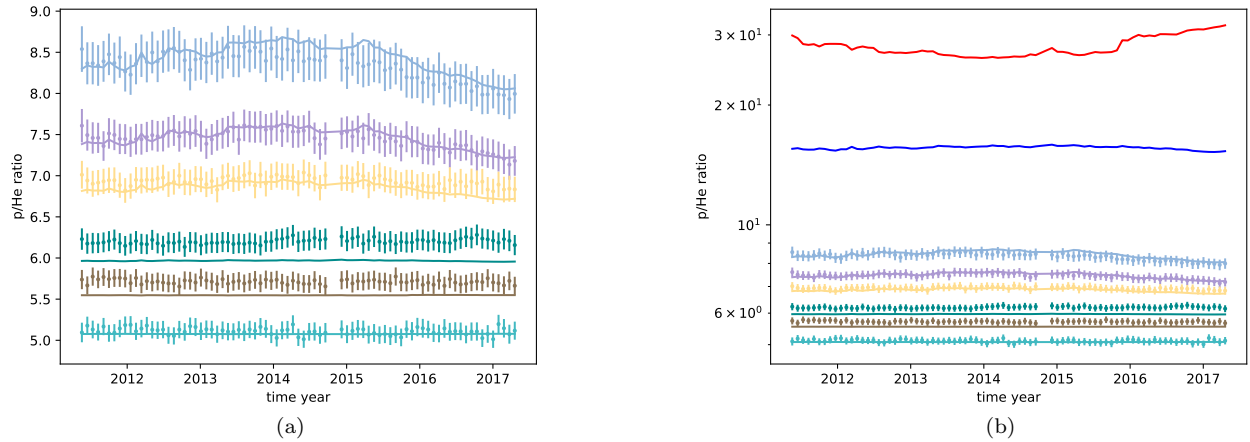 9.0
8.5
8.0
7.5
7.0
6.5
6.0
5.5
5.0
p/He ratio
2012 2013 2014 2015 2016 2017
time year
(a)
3 × 10¹
2 × 10¹
10¹
6 × 10⁰
p/He ratio
2012 2013 2014 2015 2016 2017
time year
(b)